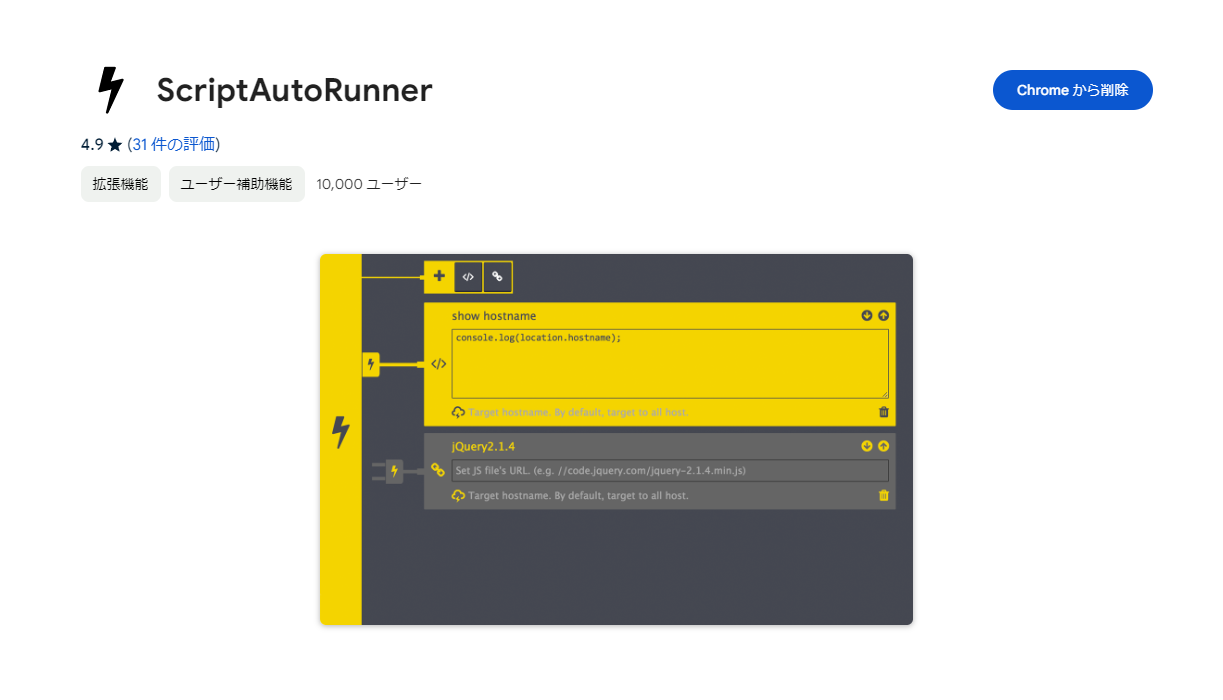 ScriptAutoRunner
Chrome から削除
4.9 ★ (31 件の評価)
拡張機能 ユーザー補助機能 10,000 ユーザー
show hostname
console.log(location.hostname);
Target hostname. By default, target to all host.
jQuery2.1.4
Set JS file's URL. (e.g. //code.jquery.com/jquery-2.1.4.min.js)
Target hostname. By default, target to all host.